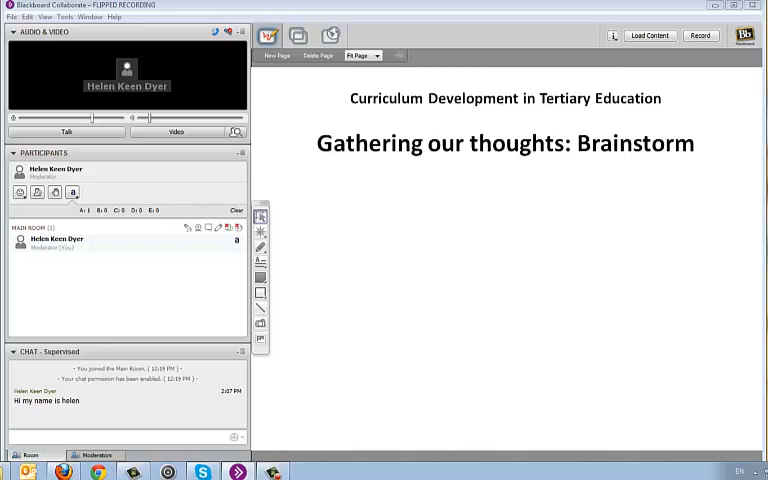 Blackboard Collaborate – FLIPPED RECORDING
File Edit View Tools Window Help
AUDIO & VIDEO
Helen Keen Dyer
Talk
Video
PARTICIPANTS
Helen Keen Dyer
Moderator
a
A: 1 B: 0 C: 0 D: 0 E: 0 Clear
MAIN ROOM (1)
Helen Keen Dyer
a
Moderator (You)
CHAT - Supervised
- You joined the Main Room. ( 12:19 PM ) -
- Your chat permission has been enabled. ( 12:19 PM ) -
Helen Keen Dyer 2:07 PM
Hi my name is helen
Room Moderators
Load Content
Record
Bb
New Page Delete Page Fit Page
Curriculum Development in Tertiary Education
Gathering our thoughts: Brainstorm
A
EN